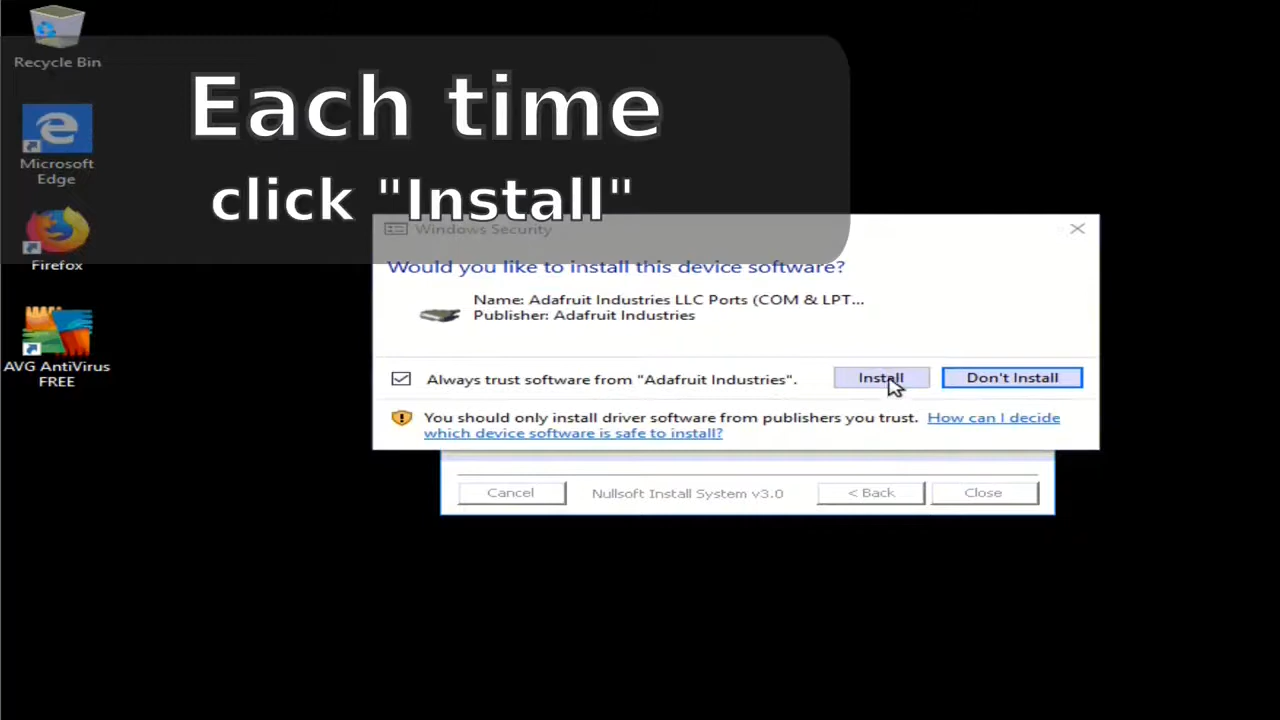 Recycle Bin
Each time
click "Install"
Microsoft
Edge
Firefox
AVG AntiVirus
FREE
Windows Security
Would you like to install this device software?
Name: Adafruit Industries LLC Ports (COM & LPT...
Publisher: Adafruit Industries
Always trust software from "Adafruit Industries".
Install
Don't Install
You should only install driver software from publishers you trust. How can I decide
which device software is safe to install?
Cancel
Nullsoft Install System v3.0
< Back
Close